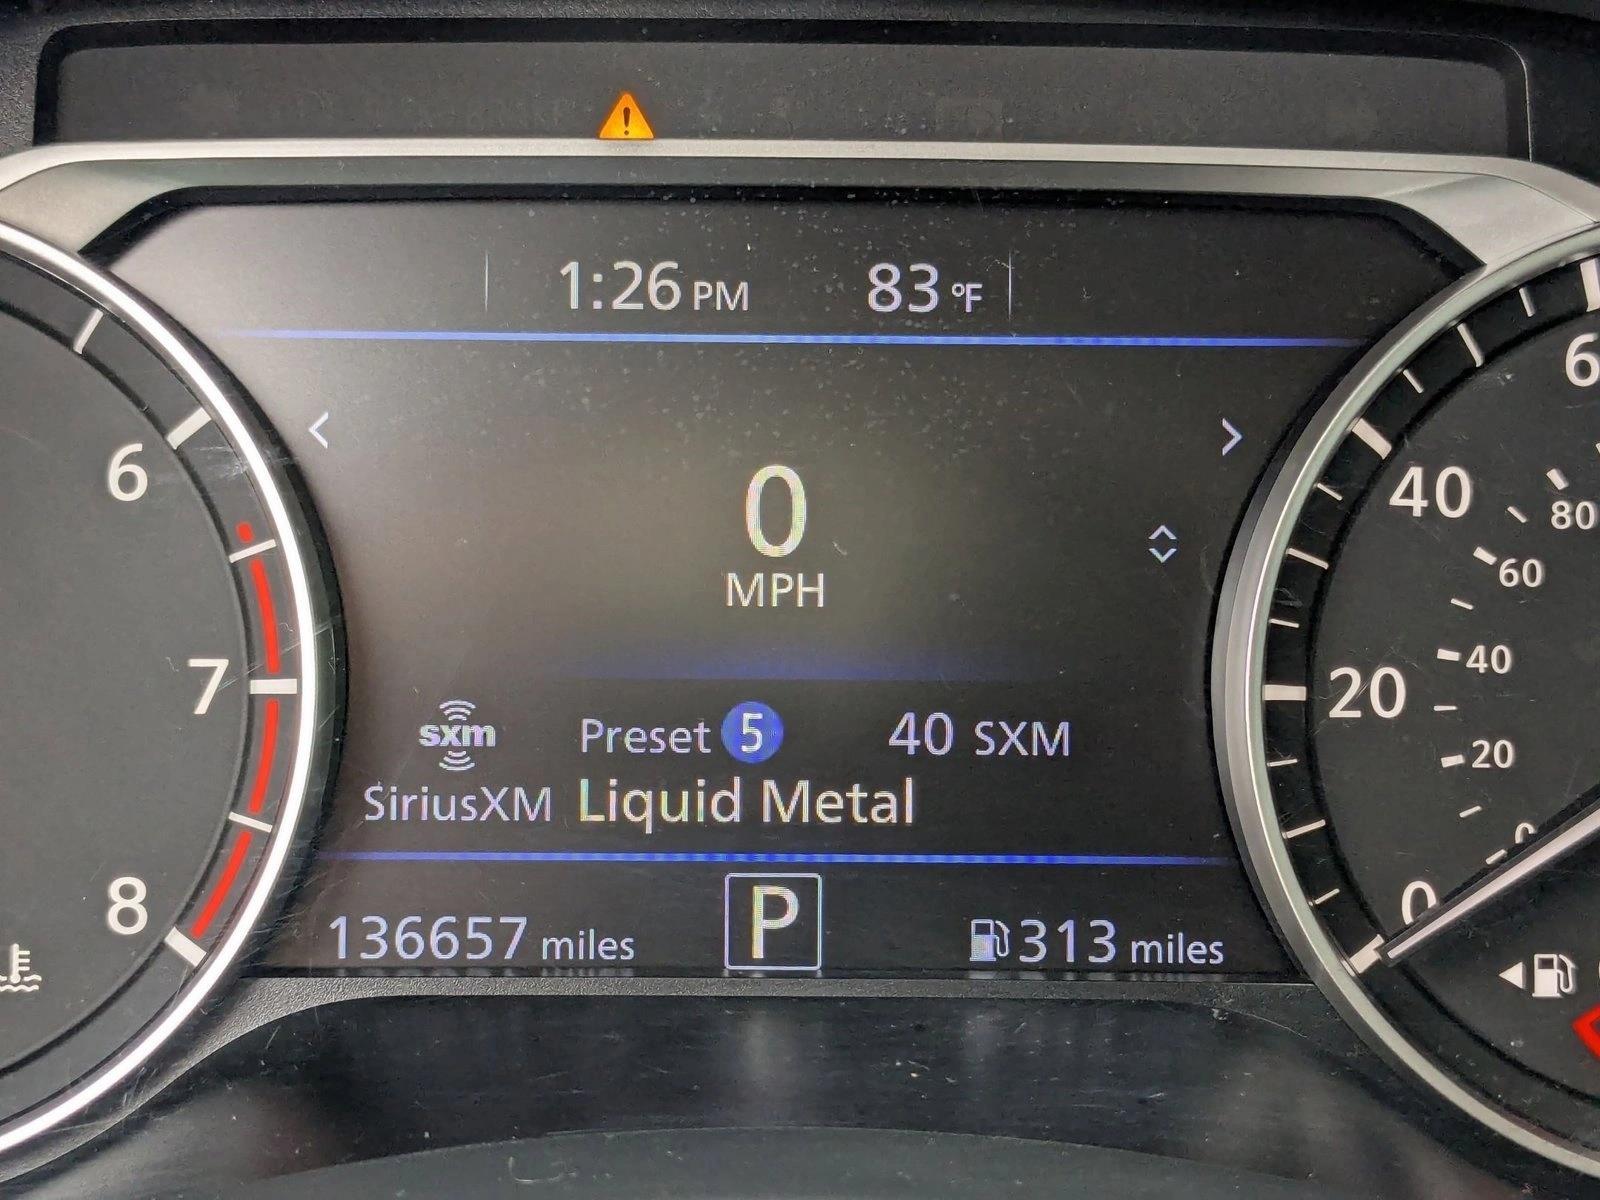 1:26 PM 83 °F
0
MPH
sxm Preset 5 40 SXM
SiriusXM Liquid Metal
136657 miles P 313 miles
6
7
8
6
40
20
0
80
60
40
20